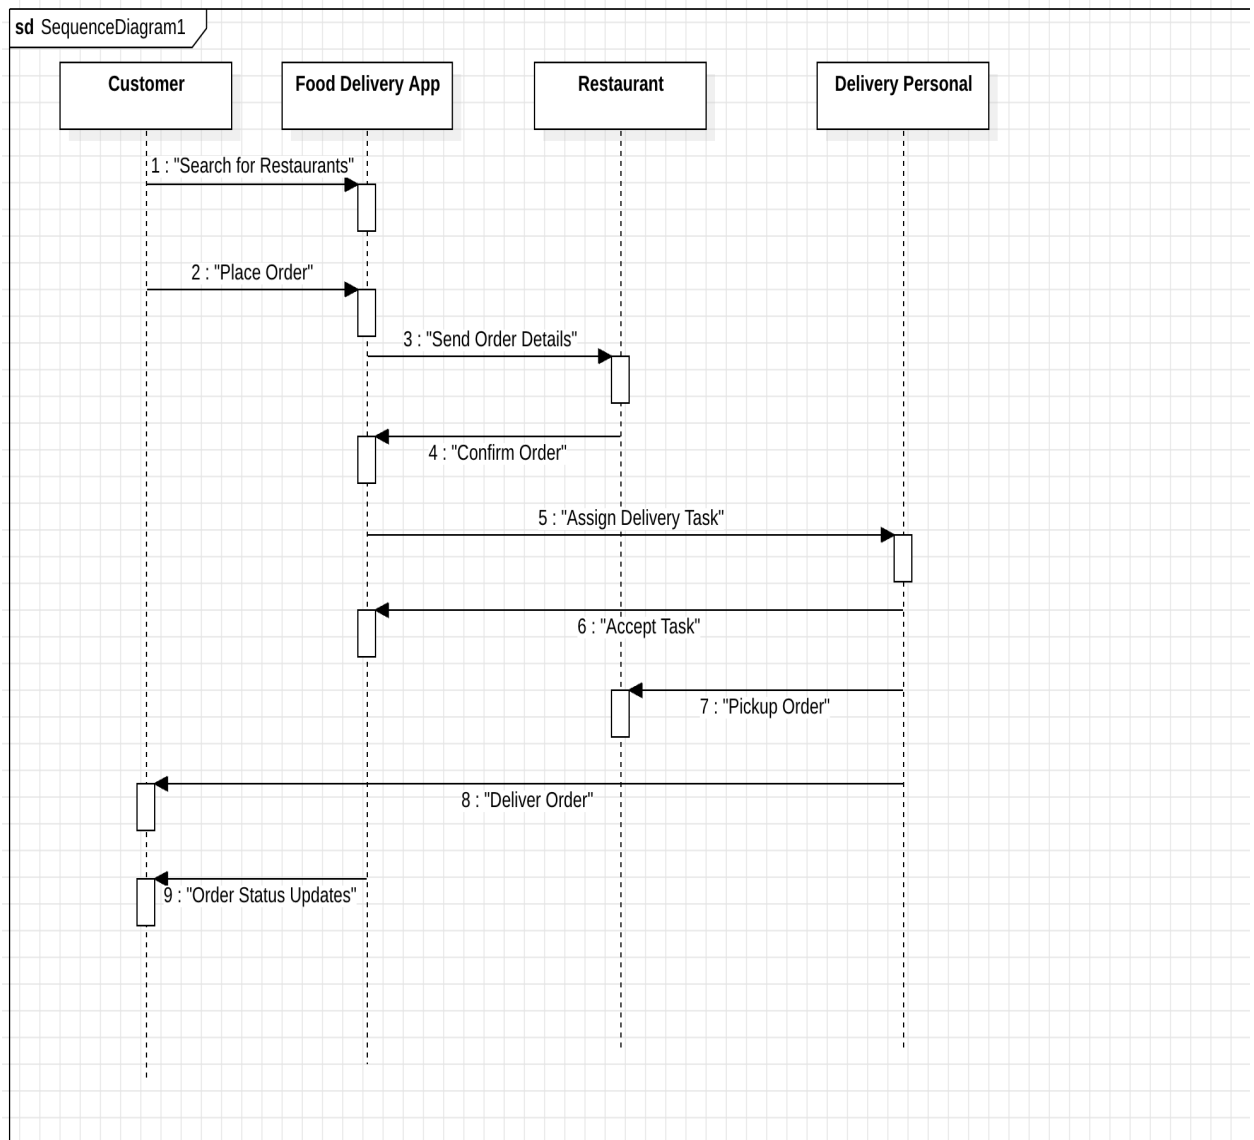 sd SequenceDiagram1
Customer
Food Delivery App
Restaurant
Delivery Personal
1 : "Search for Restaurants"
2 : "Place Order"
3 : "Send Order Details"
4 : "Confirm Order"
5 : "Assign Delivery Task"
6 : "Accept Task"
7 : "Pickup Order"
8 : "Deliver Order"
9 : "Order Status Updates"